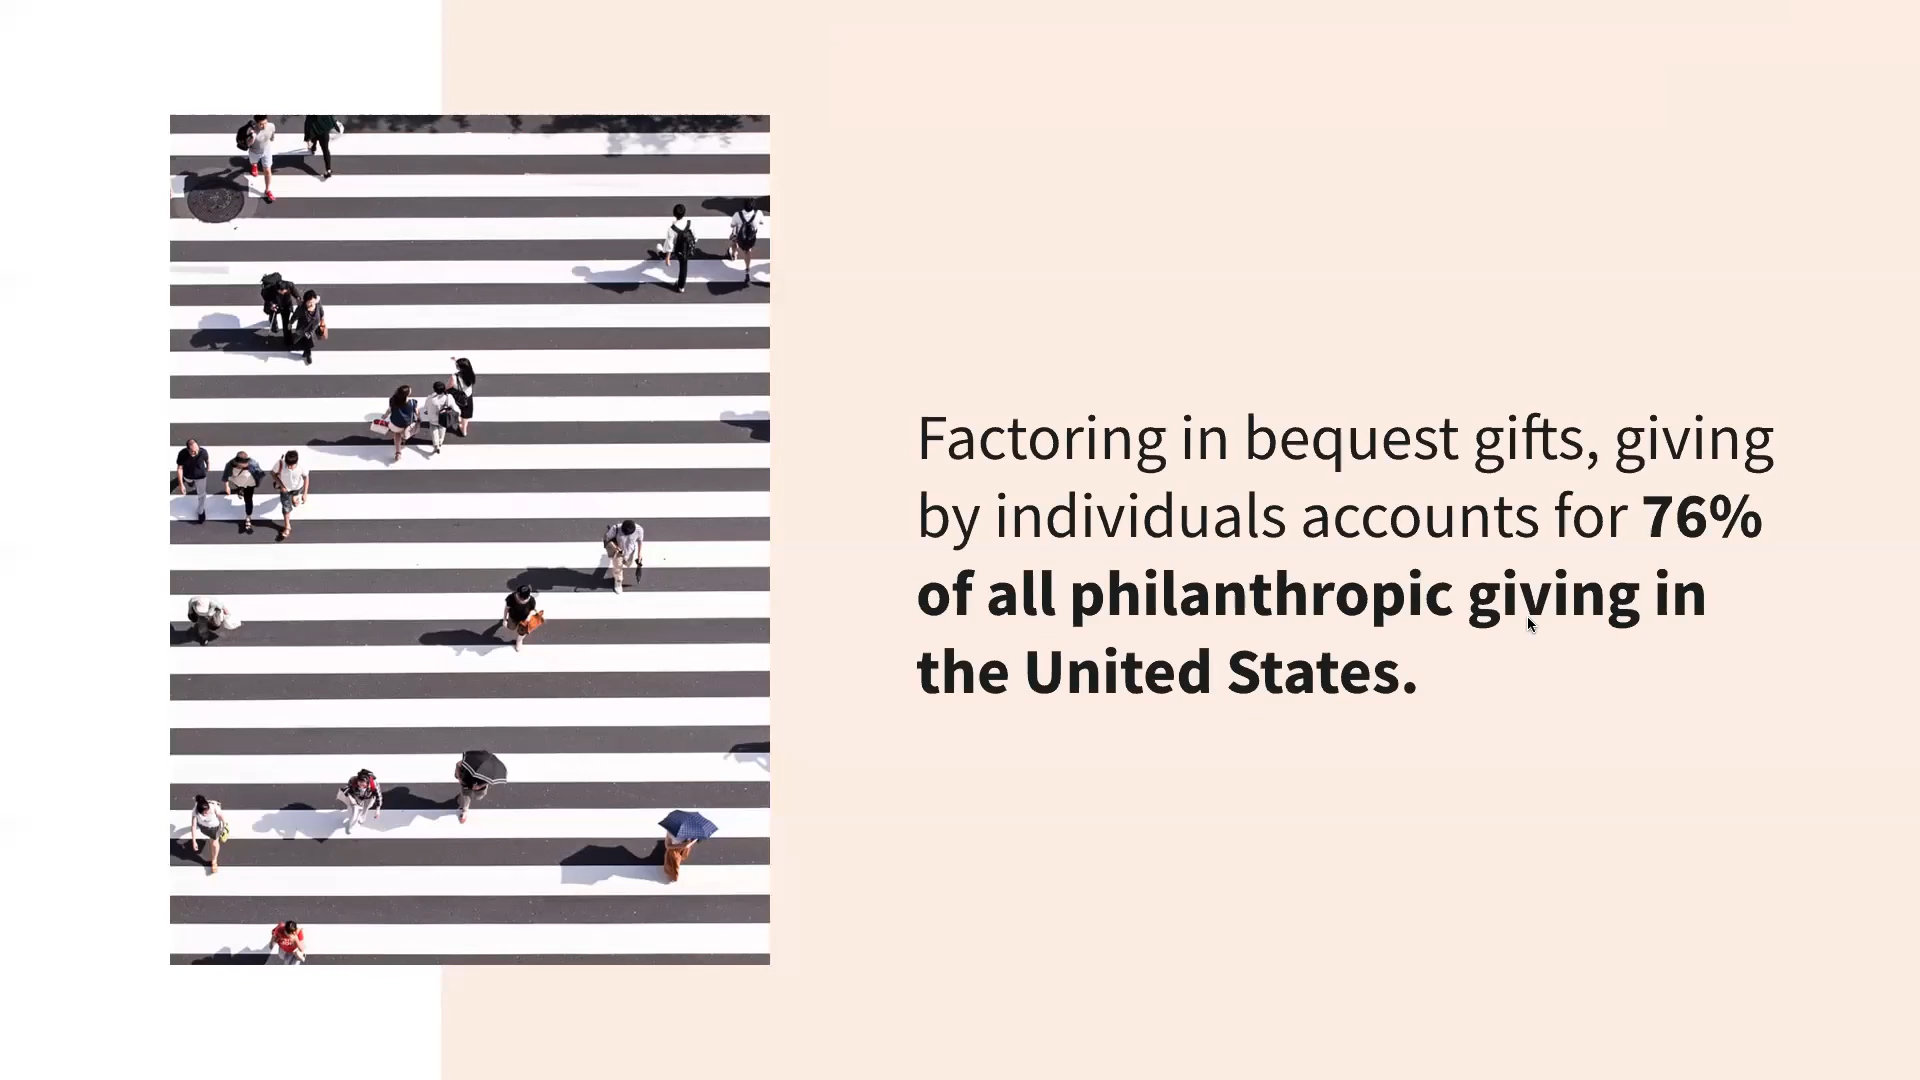 Factoring in bequest gifts, giving
by individuals accounts for 76%
of all philanthropic giving in
the United States.